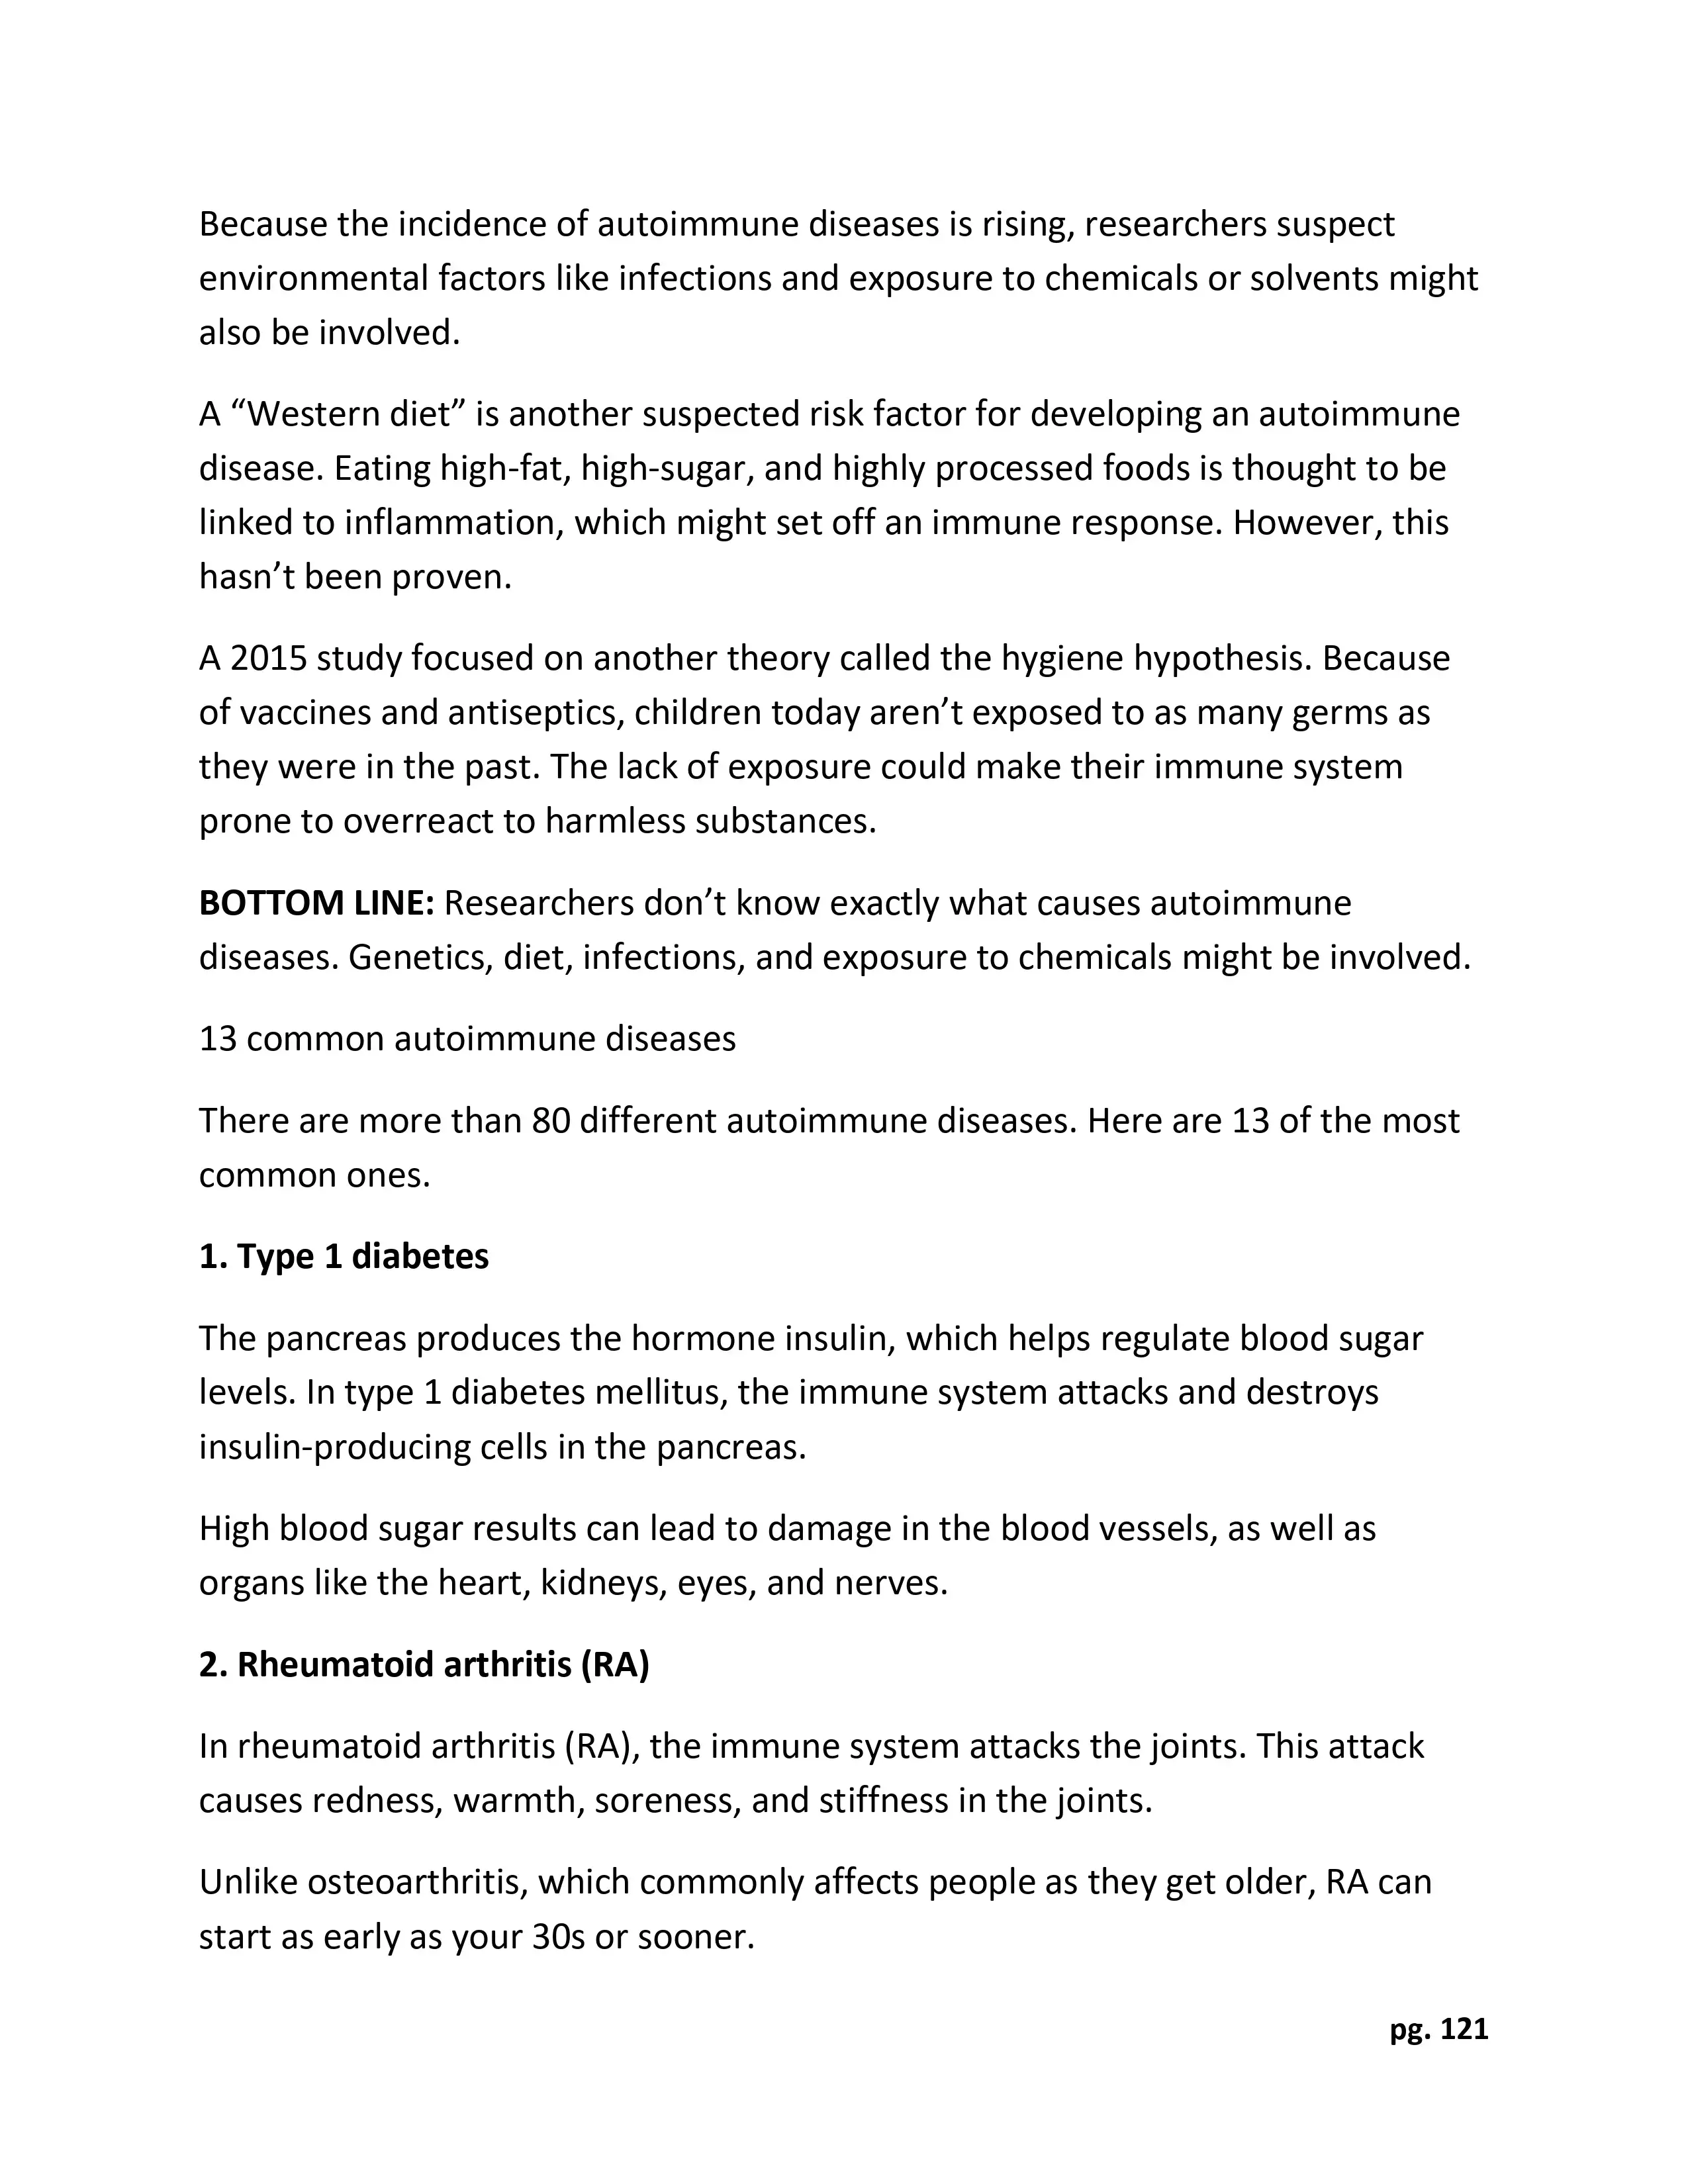 Because the incidence of autoimmune diseases is rising, researchers suspect
environmental factors like infections and exposure to chemicals or solvents might
also be involved.
A “Western diet” is another suspected risk factor for developing an autoimmune
disease. Eating high-fat, high-sugar, and highly processed foods is thought to be
linked to inflammation, which might set off an immune response. However, this
hasn’t been proven.
A 2015 study focused on another theory called the hygiene hypothesis. Because
of vaccines and antiseptics, children today aren’t exposed to as many germs as
they were in the past. The lack of exposure could make their immune system
prone to overreact to harmless substances.
BOTTOM LINE: Researchers don’t know exactly what causes autoimmune
diseases. Genetics, diet, infections, and exposure to chemicals might be involved.
13 common autoimmune diseases
There are more than 80 different autoimmune diseases. Here are 13 of the most
common ones.
1. Type 1 diabetes
The pancreas produces the hormone insulin, which helps regulate blood sugar
levels. In type 1 diabetes mellitus, the immune system attacks and destroys
insulin-producing cells in the pancreas.
High blood sugar results can lead to damage in the blood vessels, as well as
organs like the heart, kidneys, eyes, and nerves.
2. Rheumatoid arthritis (RA)
In rheumatoid arthritis (RA), the immune system attacks the joints. This attack
causes redness, warmth, soreness, and stiffness in the joints.
Unlike osteoarthritis, which commonly affects people as they get older, RA can
start as early as your 30s or sooner.
pg. 121